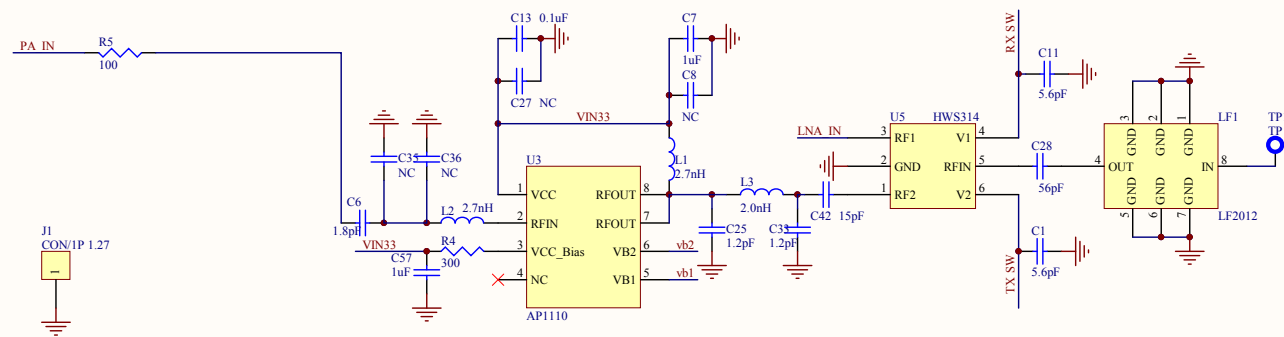 PA IN
R5
100
C13 0.1uF
C27 NC
C7
1uF
C8
NC
VIN33
L1
2.7nH
C35
NC
C36
NC
C6
1.8pF
L2 2.7nH
VIN33
R4
300
C57
1uF
J1
CON/1P 1.27
1
U3
1 VCC
2 RFIN
3 VCC_Bias
4 NC
RFOUT 8
RFOUT 7
VB2 6
VB1 5
AP1110
vb2
vb1
L3
2.0nH
C25
1.2pF
C33
1.2pF
C42 15pF
LNA IN
U5 HWS314
3 RF1
2 GND
1 RF2
V1 4
RFIN 5
V2 6
RX SW
TX SW
C11
5.6pF
C28
56pF
C1
5.6pF
LF1
3 GND
2 GND
1 GND
4 OUT
IN 8
5 GND
6 GND
7 GND
LF2012
TP
TP